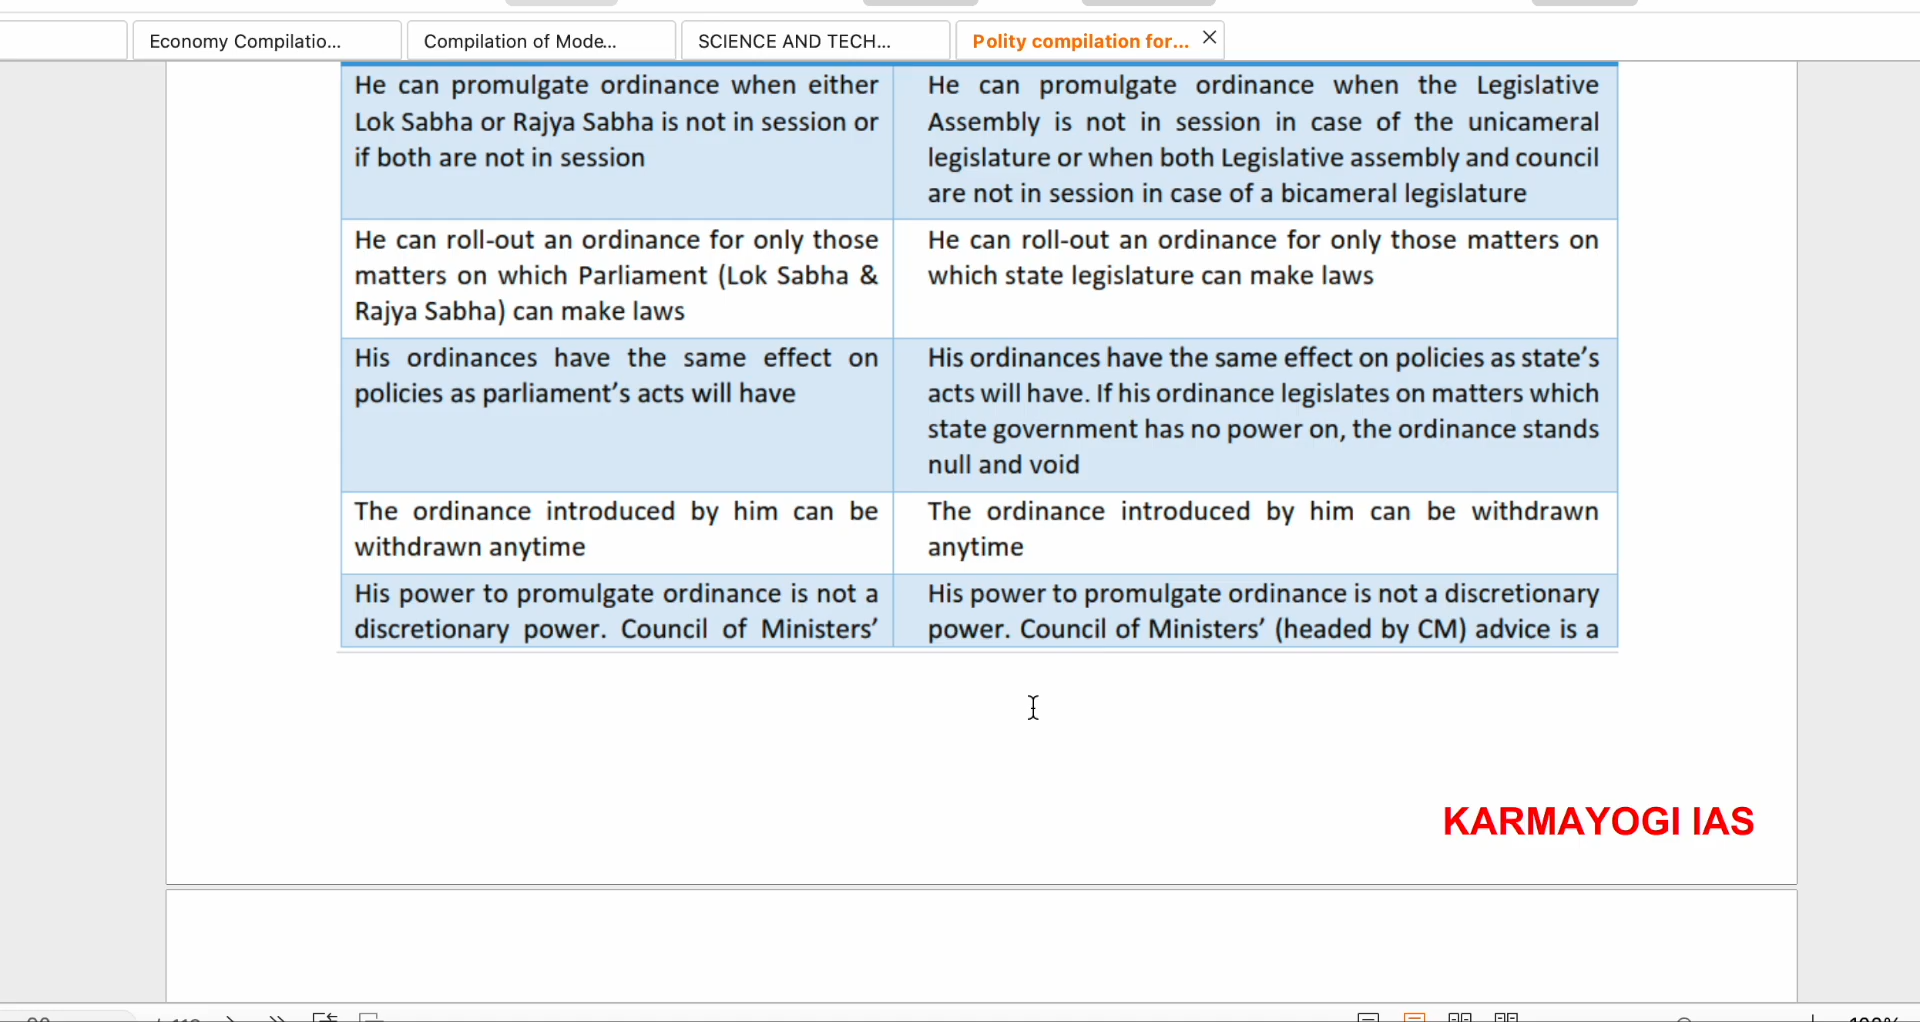 Economy Compilatio...
Compilation of Mode...
SCIENCE AND TECH...
Polity compilation for...
He can promulgate ordinance when either
Lok Sabha or Rajya Sabha is not in session or
if both are not in session
He can promulgate ordinance when the Legislative
Assembly is not in session in case of the unicameral
legislature or when both Legislative assembly and council
are not in session in case of a bicameral legislature
He can roll-out an ordinance for only those
matters on which Parliament (Lok Sabha &
Rajya Sabha) can make laws
He can roll-out an ordinance for only those matters on
which state legislature can make laws
His ordinances have the same effect on
policies as parliament’s acts will have
His ordinances have the same effect on policies as state’s
acts will have. If his ordinance legislates on matters which
state government has no power on, the ordinance stands
null and void
The ordinance introduced by him can be
withdrawn anytime
The ordinance introduced by him can be withdrawn
anytime
His power to promulgate ordinance is not a
discretionary power. Council of Ministers’
His power to promulgate ordinance is not a discretionary
power. Council of Ministers’ (headed by CM) advice is a
KARMAYOGI IAS